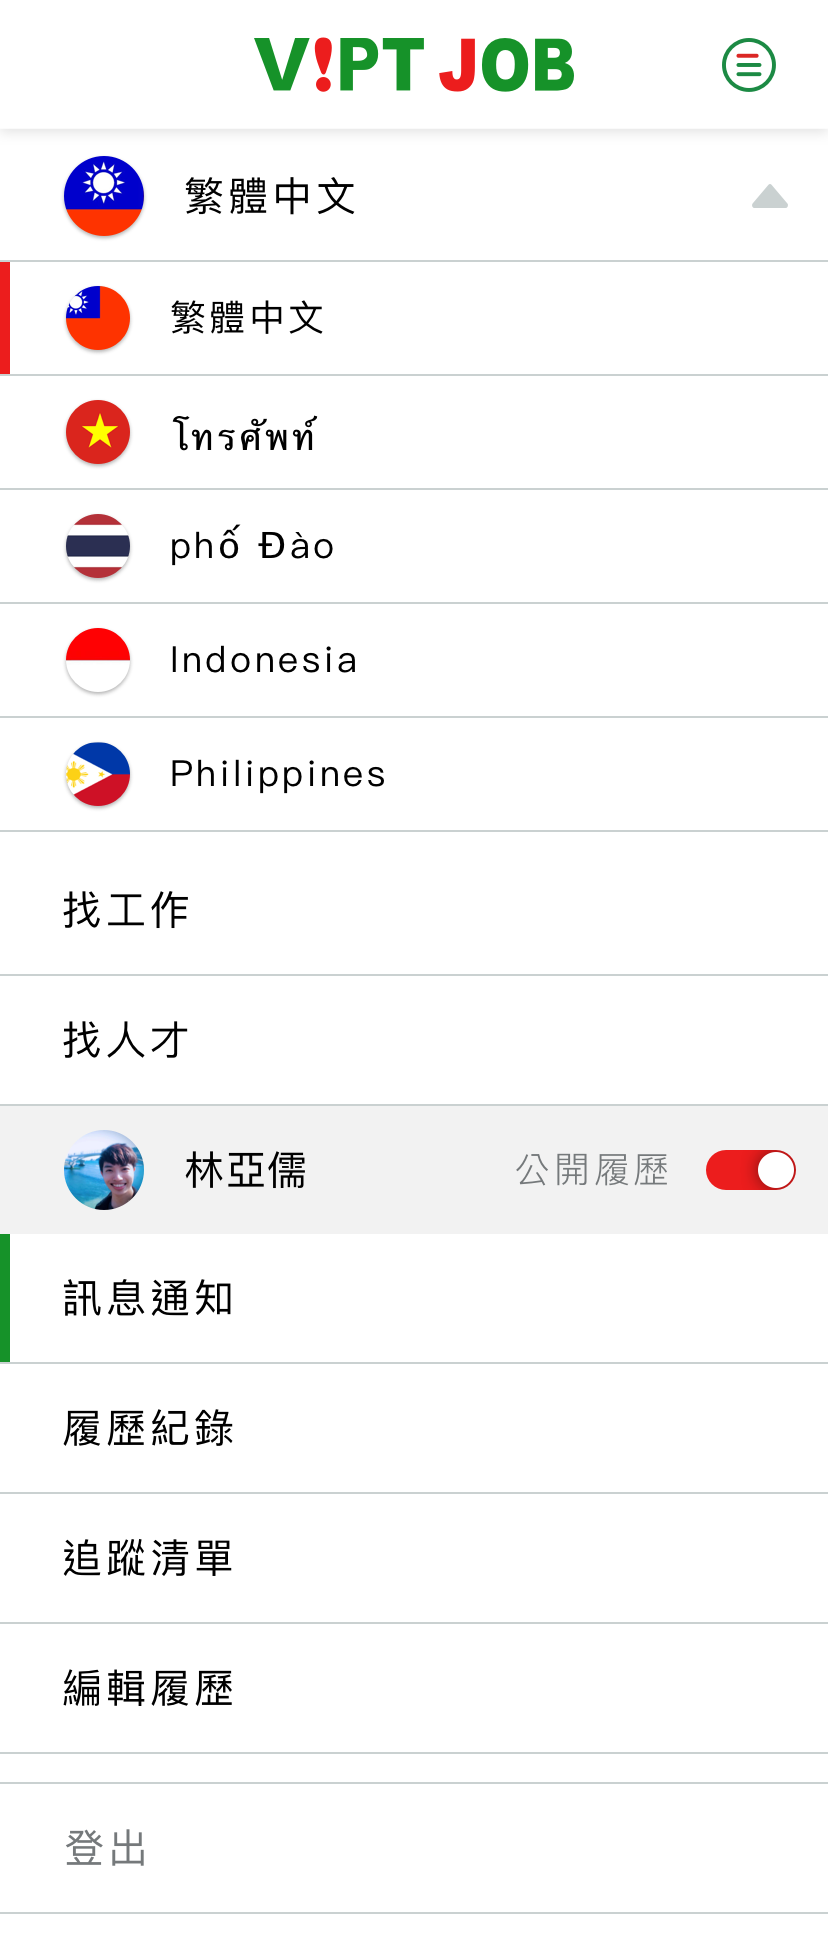 V!PT JOB
繁體中文
繁體中文
โทรศัพท์
phố Đào
Indonesia
Philippines
找工作
找人才
林亞儒 公開履歷
訊息通知
履歷紀錄
追蹤清單
編輯履歷
登出